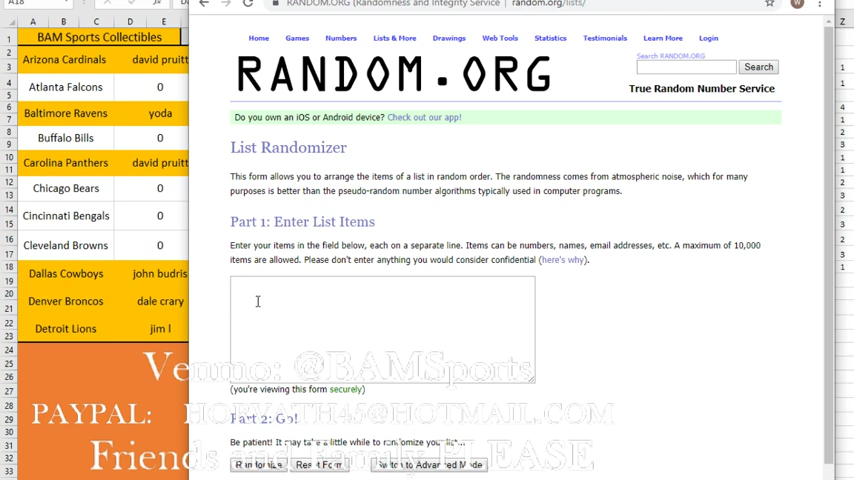 RANDOM.ORG (Randomness and Integrity Service | random.org/lists/
A18
W
A B C D E Z
1 BAM Sports Collectibles
Arizona Cardinals david pruitt
Atlanta Falcons 0
Baltimore Ravens yoda
Buffalo Bills 0
Carolina Panthers david pruitt
Chicago Bears 0
Cincinnati Bengals 0
Cleveland Browns 0
Dallas Cowboys john budris
Denver Broncos dale crary
Detroit Lions jim l
Home Games Numbers Lists & More Drawings Web Tools Statistics Testimonials Learn More Login
RANDOM.ORG
Search RANDOM.ORG
Search
True Random Number Service
Do you own an iOS or Android device? Check out our app!
List Randomizer
This form allows you to arrange the items of a list in random order. The randomness comes from atmospheric noise, which for many
purposes is better than the pseudo-random number algorithms typically used in computer programs.
Part 1: Enter List Items
Enter your items in the field below, each on a separate line. Items can be numbers, names, email addresses, etc. A maximum of 10,000
items are allowed. Please don't enter anything you would consider confidential (here's why).
(you're viewing this form securely)
Part 2: Go!
Be patient! It may take a little while to randomize your list...
Randomize Reset Form Switch to Advanced Mode
Venmo: @BAMSports
PAYPAL: HORVATH45@HOTMAIL.COM
Friends and Family PLEASE